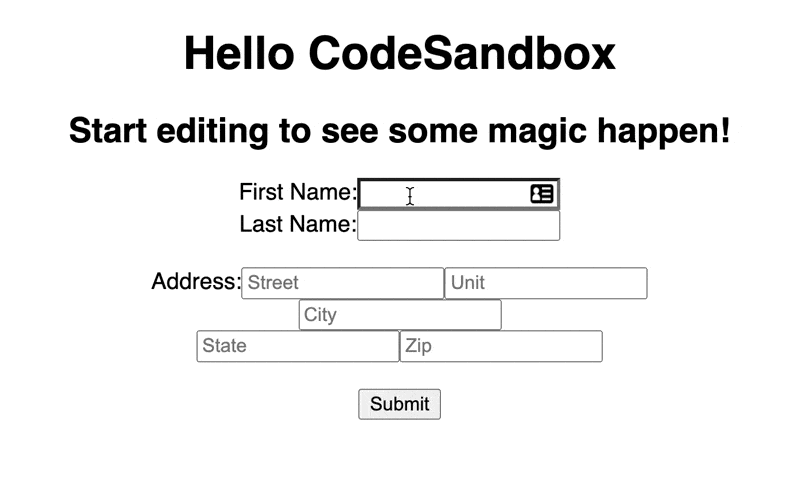 Hello CodeSandbox
Start editing to see some magic happen!
First Name:
Last Name:
Address: Street Unit
City
State Zip
Submit